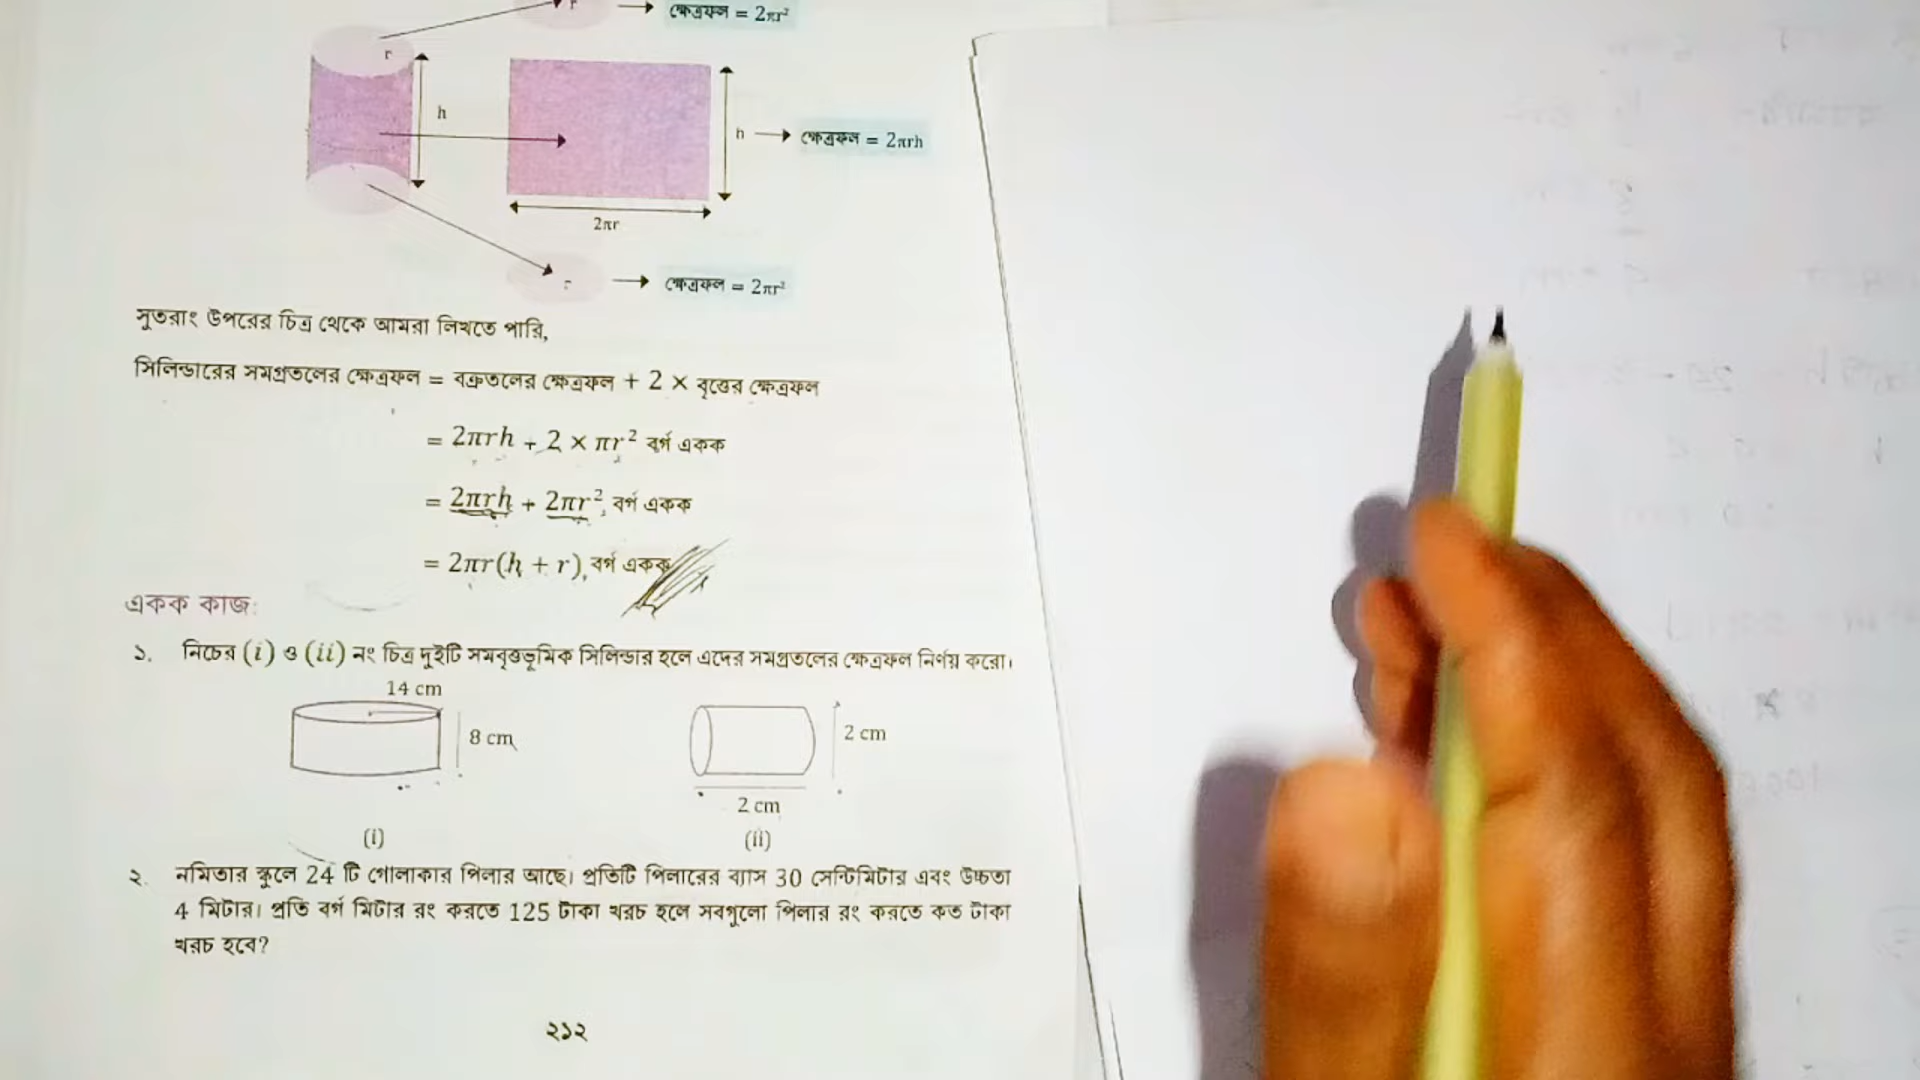 r
ক্ষেত্রফল = 2πr²
r
h
h
ক্ষেত্রফল = 2πrh
2πr
ক্ষেত্রফল = 2πr²
সুতরাং উপরের চিত্র থেকে আমরা লিখতে পারি,
সিলিন্ডারের সমগ্রতলের ক্ষেত্রফল = বক্রতলের ক্ষেত্রফল + 2 × বৃত্তের ক্ষেত্রফল
= 2πrh + 2 × πr² বর্গ একক
= 2πrh + 2πr², বর্গ একক
= 2πr(h + r), বর্গ একক
একক কাজ:
১. নিচের (i) ও (ii) নং চিত্র দুইটি সমবৃত্তভূমিক সিলিন্ডার হলে এদের সমগ্রতলের ক্ষেত্রফল নির্ণয় করো।
14 cm
8 cm
2 cm
2 cm
(i)
(ii)
২. নমিতার স্কুলে 24 টি গোলাকার পিলার আছে। প্রতিটি পিলারের ব্যাস 30 সেন্টিমিটার এবং উচ্চতা
4 মিটার। প্রতি বর্গ মিটার রং করতে 125 টাকা খরচ হলে সবগুলো পিলার রং করতে কত টাকা
খরচ হবে?
২১২